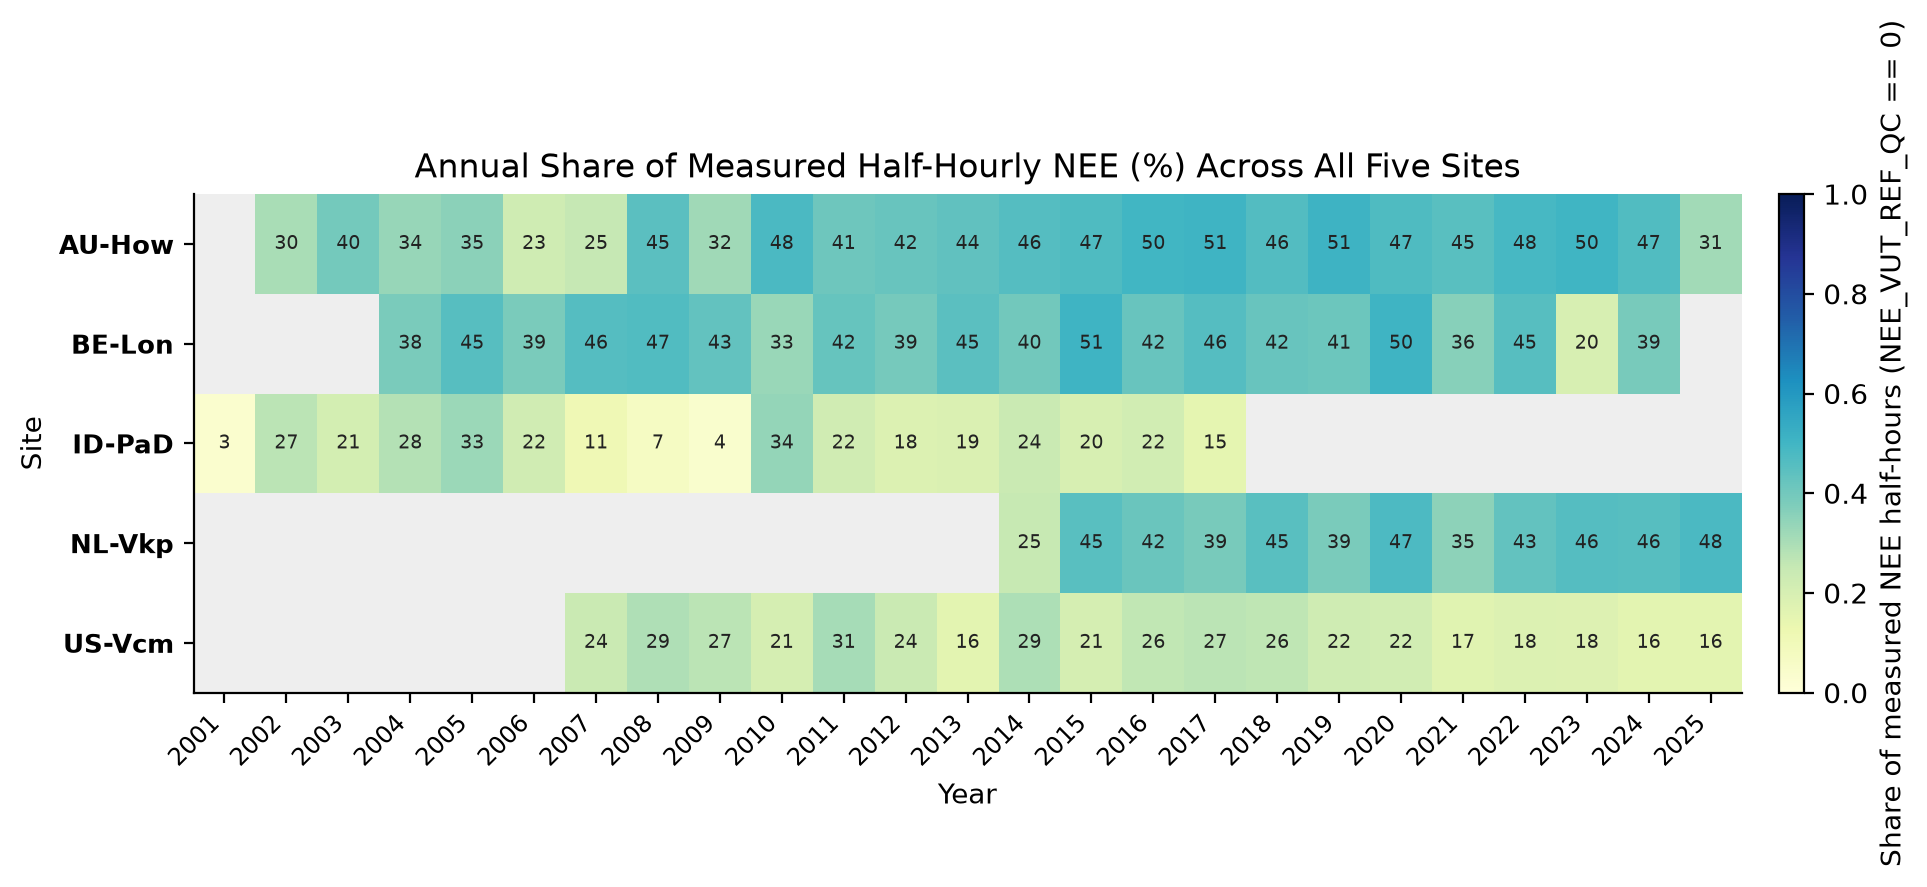 Annual Share of Measured Half-Hourly NEE (%) Across All Five Sites
Site
AU-How 30 40 34 35 23 25 45 32 48 41 42 44 46 47 50 51 46 51 47 45 48 50 47 31
BE-Lon 38 45 39 46 47 43 33 42 39 45 40 51 42 46 42 41 50 36 45 20 39
ID-PaD 3 27 21 28 33 22 11 7 4 34 22 18 19 24 20 22 15
NL-Vkp 25 45 42 39 45 39 47 35 43 46 46 48
US-Vcm 24 29 27 21 31 24 16 29 21 26 27 26 22 22 17 18 18 16 16
2001 2002 2003 2004 2005 2006 2007 2008 2009 2010 2011 2012 2013 2014 2015 2016 2017 2018 2019 2020 2021 2022 2023 2024 2025
Year
1.0
0.8
0.6
0.4
0.2
0.0
Share of measured NEE half-hours (NEE_VUT_REF_QC == 0)